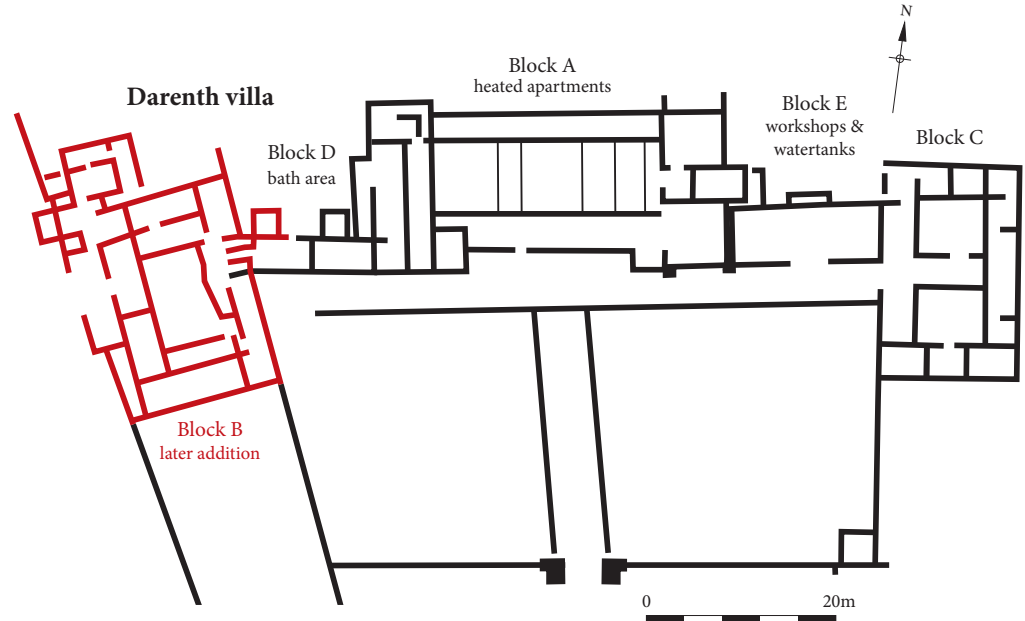 N
Block A
heated apartments
Darenth villa
Block E
workshops &
watertanks
Block C
Block D
bath area
Block B
later addition
0 20m